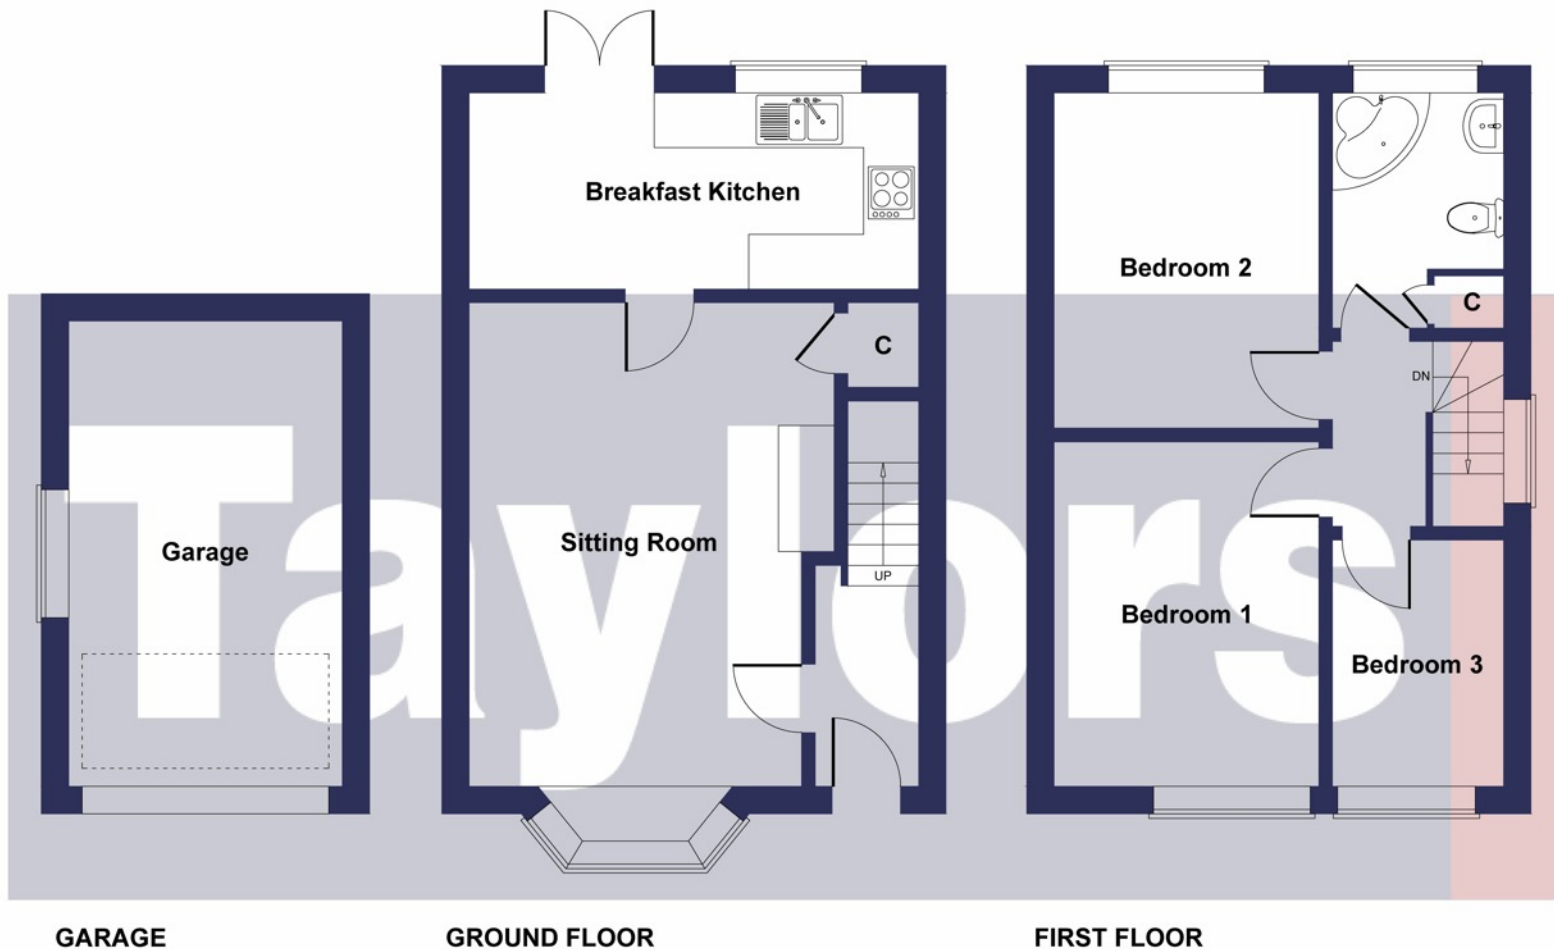 Breakfast Kitchen
Bedroom 2
C
C
DN
Garage
Sitting Room
UP
Bedroom 1
Bedroom 3
Taylors
GARAGE
GROUND FLOOR
FIRST FLOOR